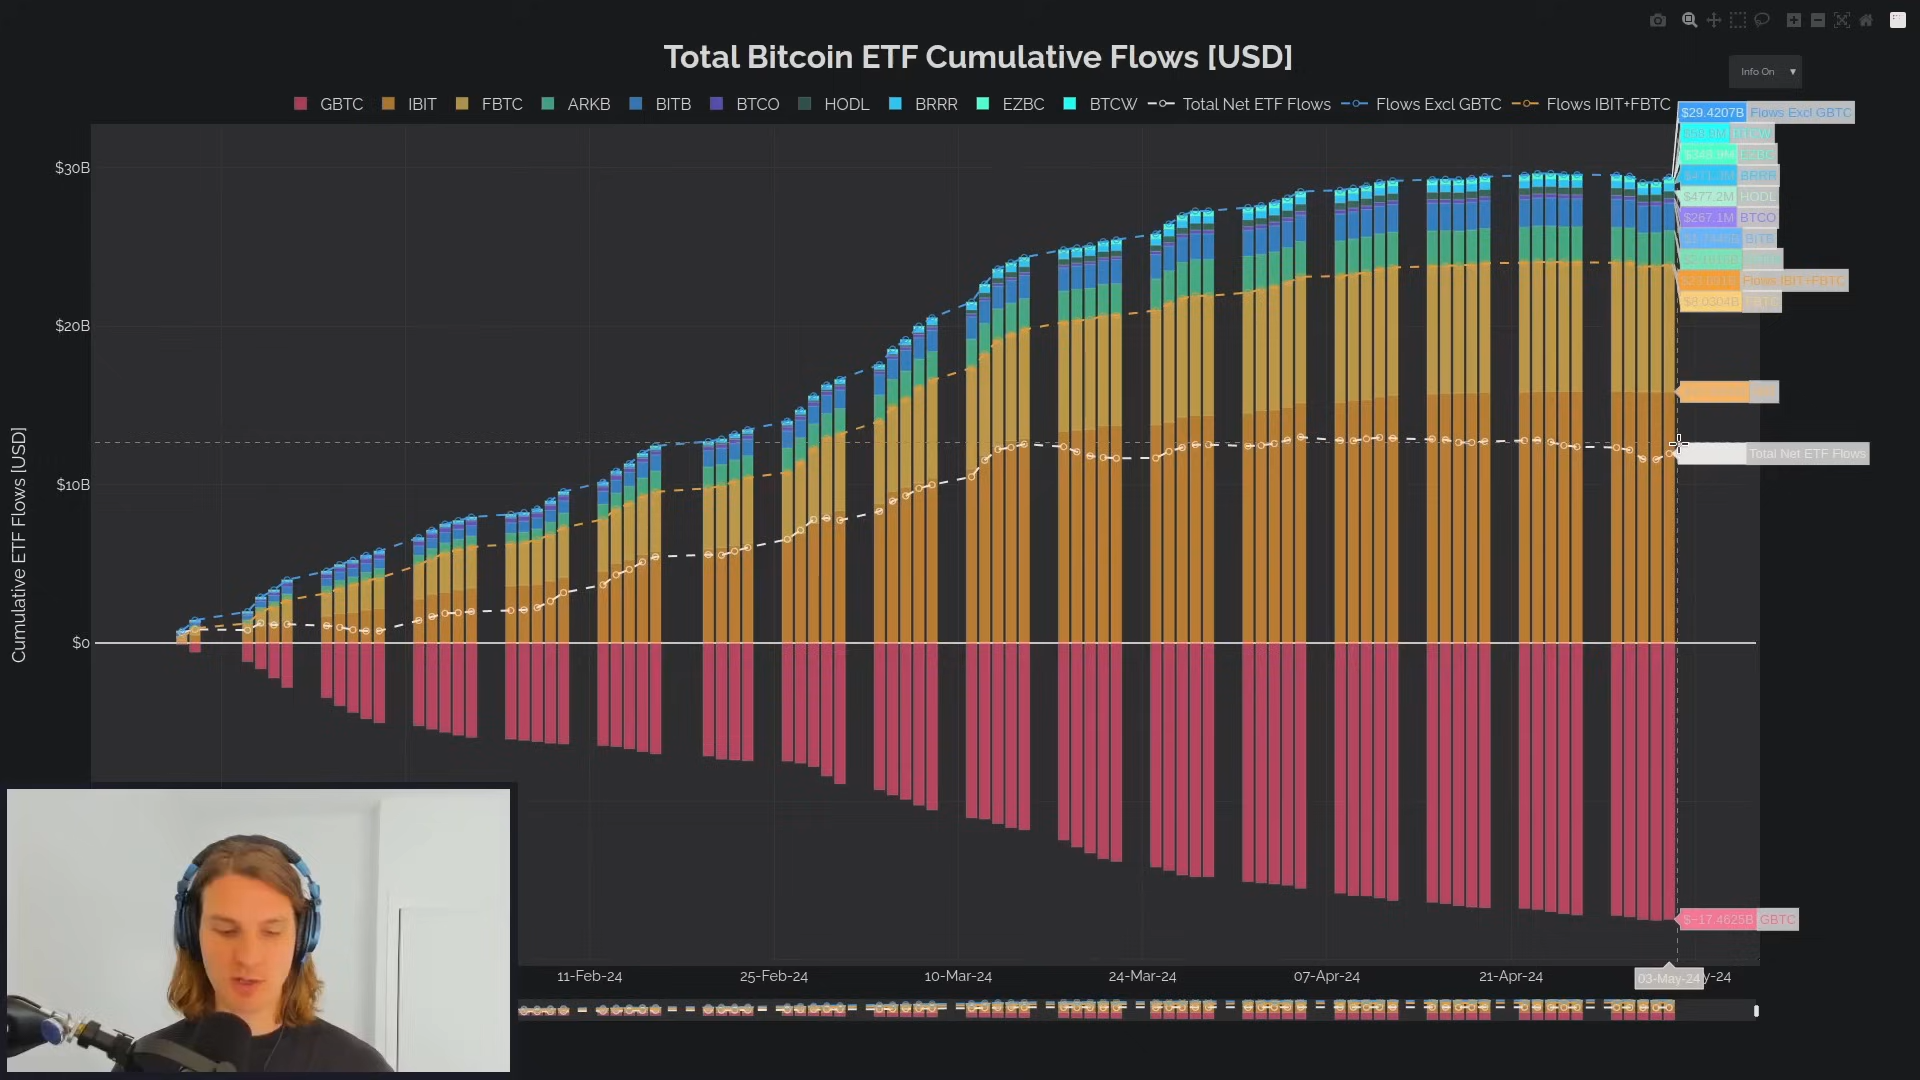 Total Bitcoin ETF Cumulative Flows [USD]
Info On ▼
GBTC IBIT FBTC ARKB BITB BTCO HODL BRRR EZBC BTCW Total Net ETF Flows Flows Excl GBTC Flows IBIT+FBTC
$29.4207B Flows Excl GBTC
BTCW
EZBC
BRRR
$477.2M HODL
$267.1M BTCO
BITB
Flows IBIT+FBTC
$8.0304B FBTC
Total Net ETF Flows
$−17.4625B GBTC
$30B
$20B
$10B
$0
Cumulative ETF Flows [USD]
11-Feb-24 25-Feb-24 10-Mar-24 24-Mar-24 07-Apr-24 21-Apr-24 03-May-24 y-24